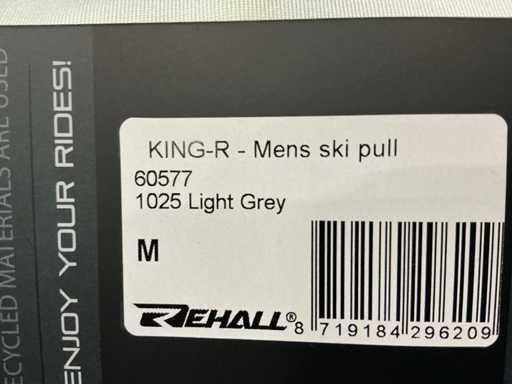 KING-R - Mens ski pull
60577
1025 Light Grey
M
REHALL®
8 719184 296209
ENJOY YOUR RIDES!
ECYCLED MATERIALS ARE USED